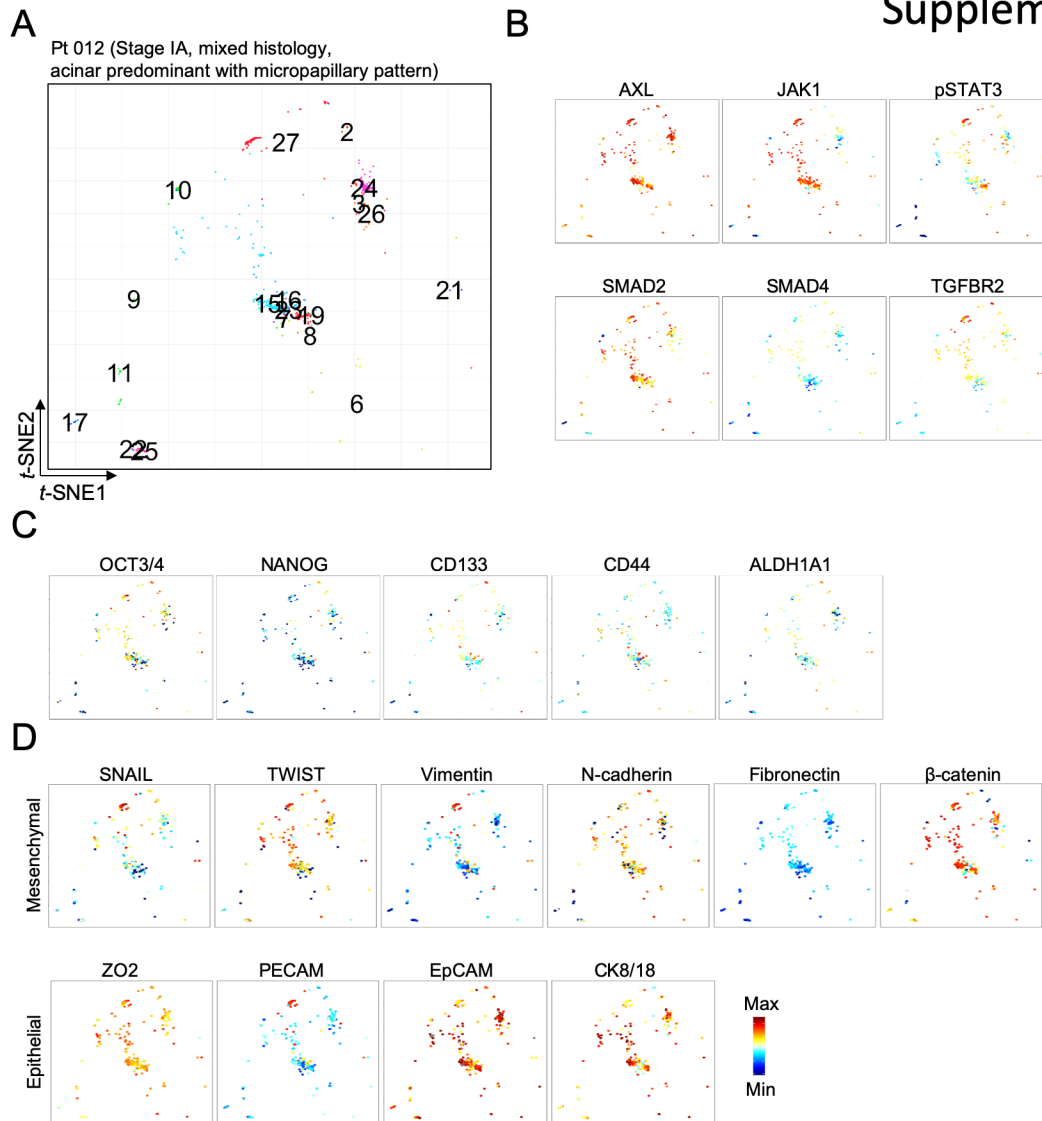 Supplem
A
B
Pt 012 (Stage IA, mixed histology,
acinar predominant with micropapillary pattern)
27
2
10
24
3
26
9
21
15
16
23
19
7
8
11
6
17
22
25
t-SNE2
t-SNE1
AXL JAK1 pSTAT3
SMAD2 SMAD4 TGFBR2
C
OCT3/4 NANOG CD133 CD44 ALDH1A1
D
Mesenchymal
SNAIL TWIST Vimentin N-cadherin Fibronectin β-catenin
Epithelial
ZO2 PECAM EpCAM CK8/18
Max
Min